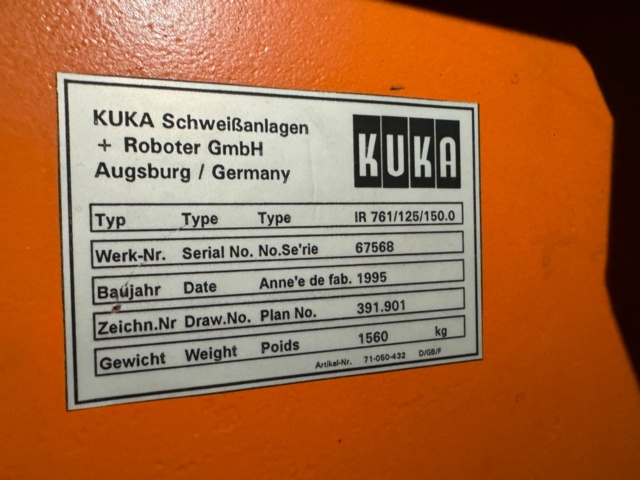 KUKA Schweißanlagen
+ Roboter GmbH
Augsburg / Germany
KUKA
Typ Type Type IR 761/125/150.0
Werk-Nr. Serial No. No.Se'rie 67568
Baujahr Date Anne'e de fab. 1995
Zeichn.Nr Draw.No. Plan No. 391.901
Gewicht Weight Poids 1560 kg
Artikel-Nr. 71-050-432 D/GB/F